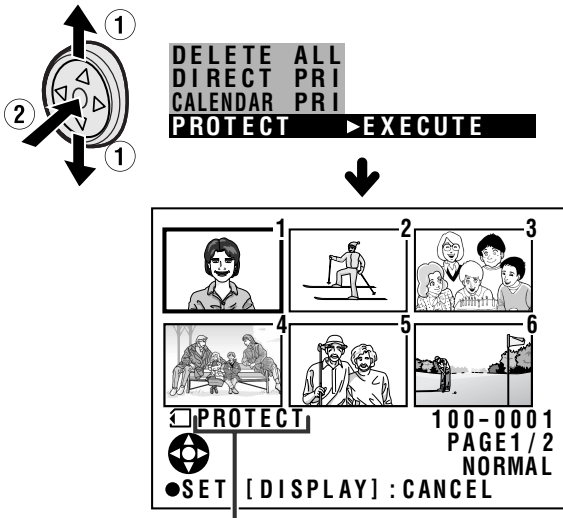 1
2
1
DELETE ALL
DIRECT PRI
CALENDAR PRI
PROTECT ►EXECUTE
1 2 3
4 5 6
PROTECT 100-0001
PAGE1/2
NORMAL
●SET [DISPLAY]:CANCEL